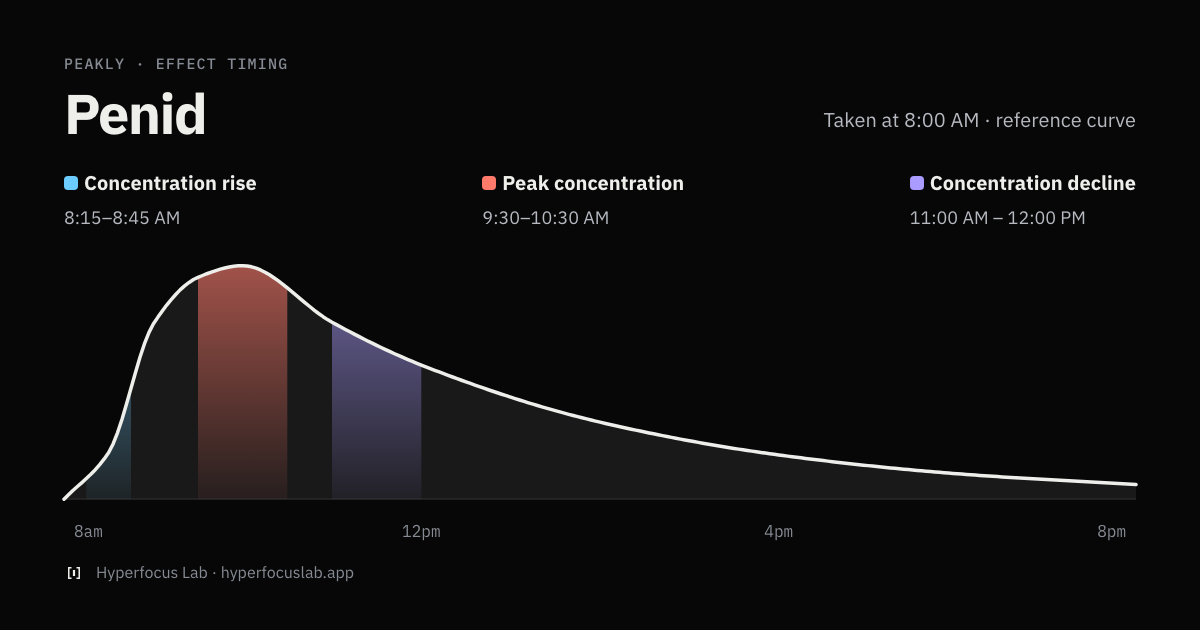 PEAKLY · EFFECT TIMING
Penid
Taken at 8:00 AM · reference curve
Concentration rise
8:15–8:45 AM
Peak concentration
9:30–10:30 AM
Concentration decline
11:00 AM – 12:00 PM
8am 12pm 4pm 8pm
Hyperfocus Lab · hyperfocuslab.app